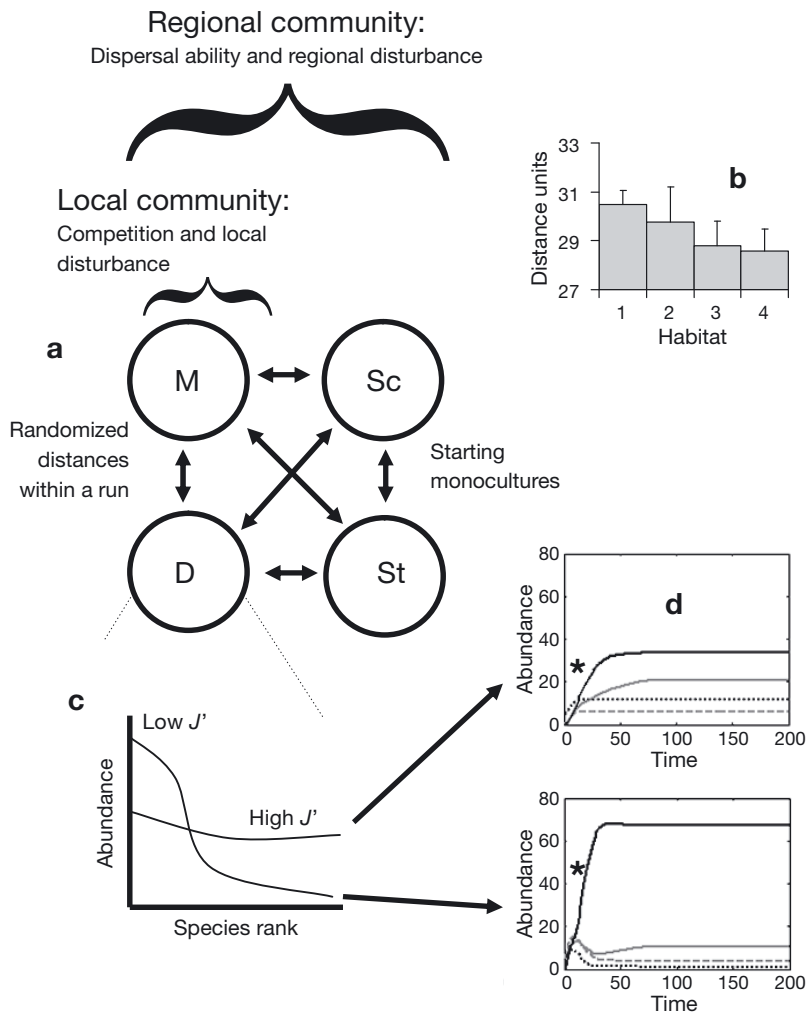 Regional community:
Dispersal ability and regional disturbance
Local community:
Competition and local
disturbance
a
M
Sc
D
St
Randomized
distances
within a run
Starting
monocultures
b
33
31
29
27
Distance units
1 2 3 4
Habitat
c
Low J’
High J’
Abundance
Species rank
d
80
60
40
20
0
Abundance
*
0 50 100 150 200
Time
80
60
40
20
0
Abundance
*
0 50 100 150 200
Time